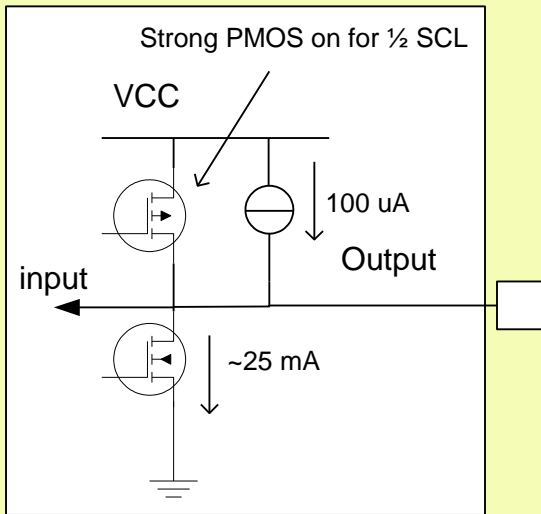 Strong PMOS on for ½ SCL
VCC
100 uA
Output
input
~25 mA